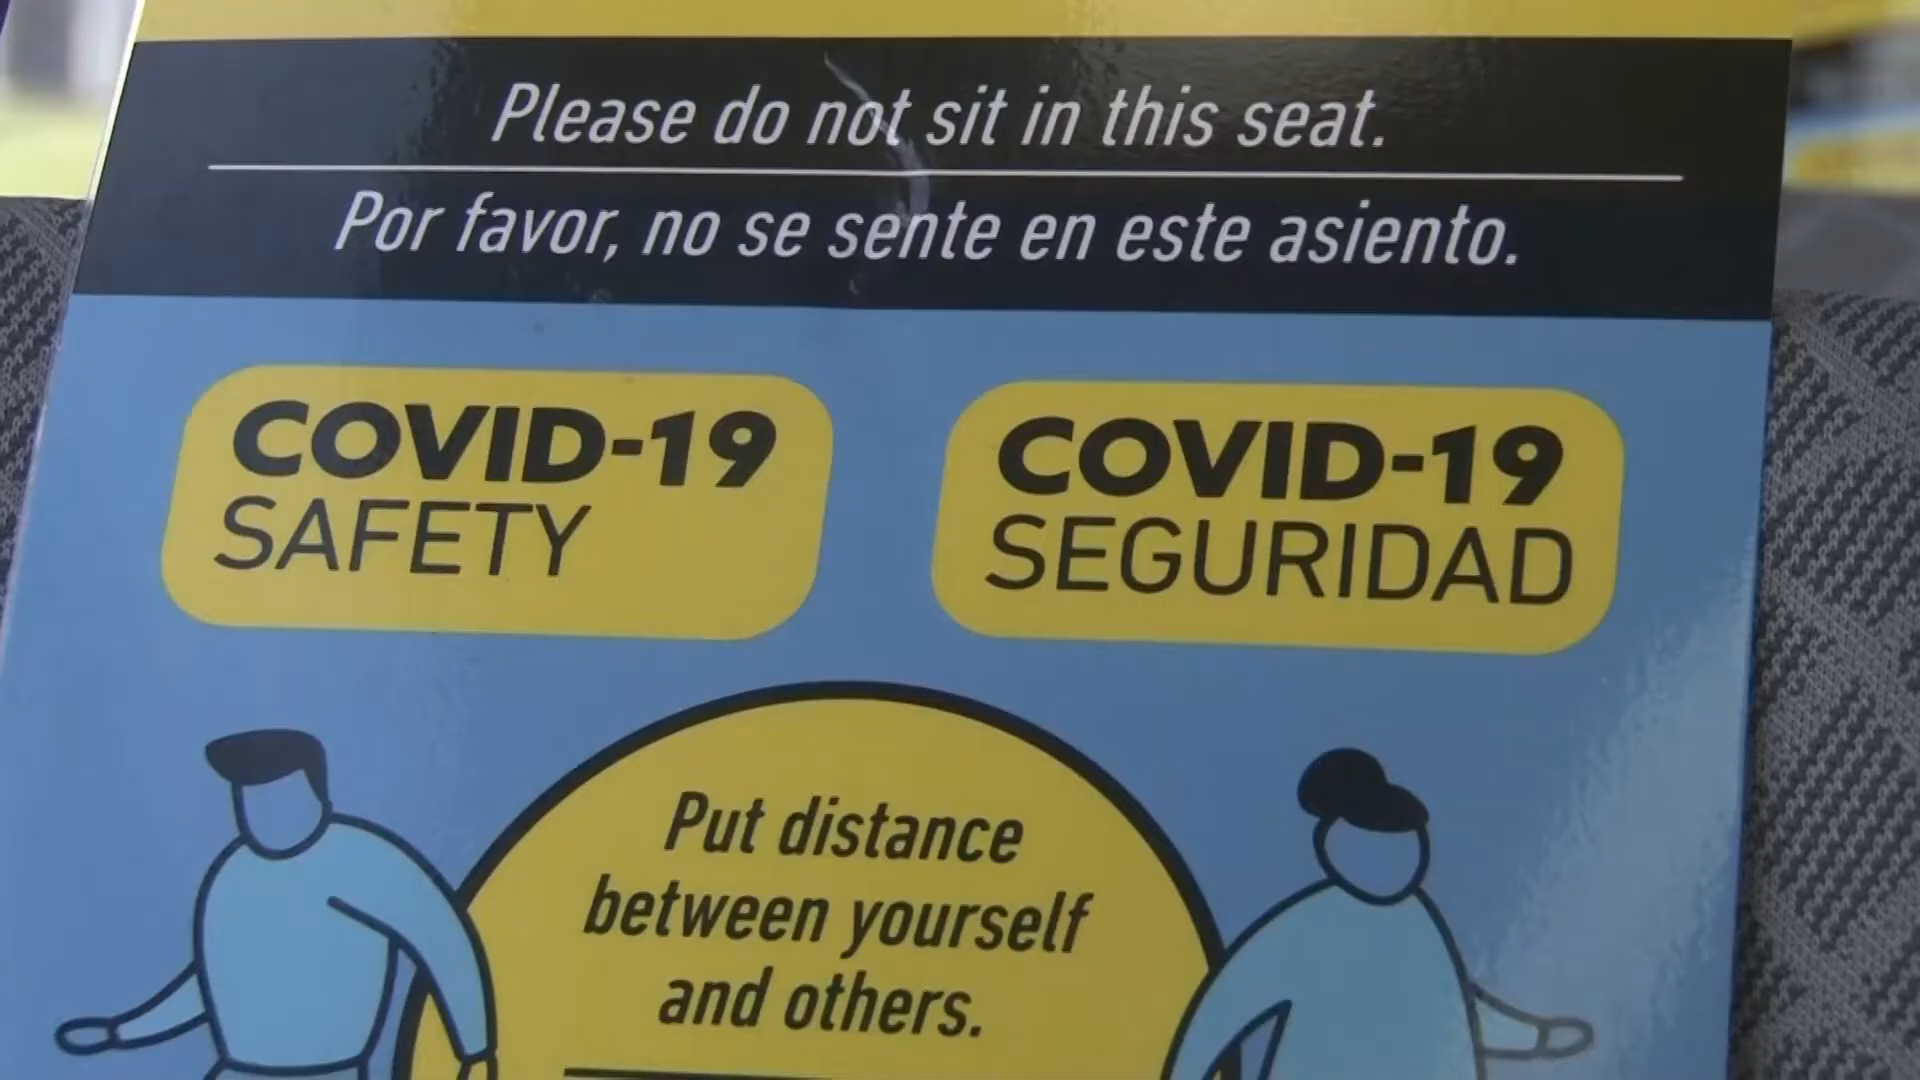 Please do not sit in this seat.
Por favor, no se sente en este asiento.
COVID-19
SAFETY
COVID-19
SEGURIDAD
Put distance
between yourself
and others.